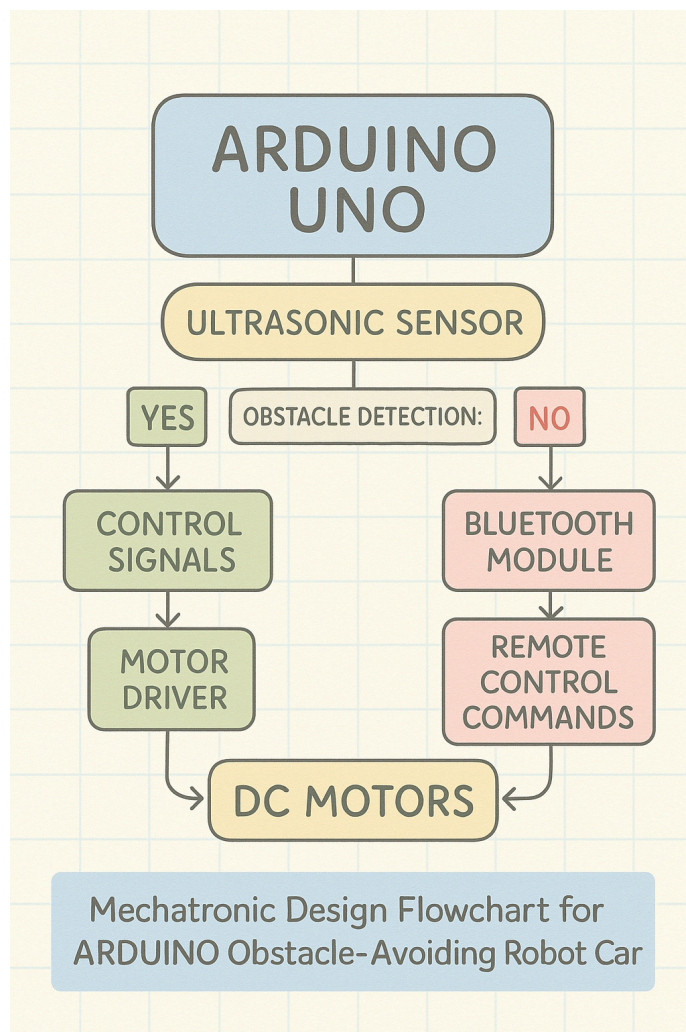 ARDUINO
UNO
ULTRASONIC SENSOR
YES
OBSTACLE DETECTION:
NO
CONTROL
SIGNALS
BLUETOOTH
MODULE
MOTOR
DRIVER
REMOTE
CONTROL
COMMANDS
DC MOTORS
Mechatronic Design Flowchart for
ARDUINO Obstacle-Avoiding Robot Car